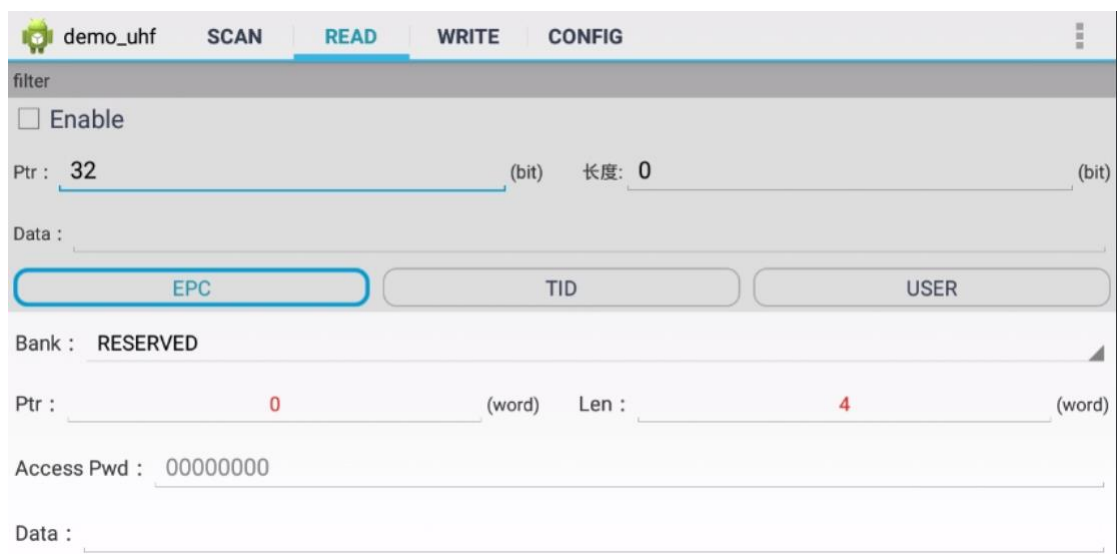 demo_uhf SCAN READ WRITE CONFIG
filter
Enable
Ptr : 32 (bit) 长度: 0 (bit)
Data :
EPC TID USER
Bank : RESERVED
Ptr : 0 (word) Len : 4 (word)
Access Pwd : 00000000
Data :